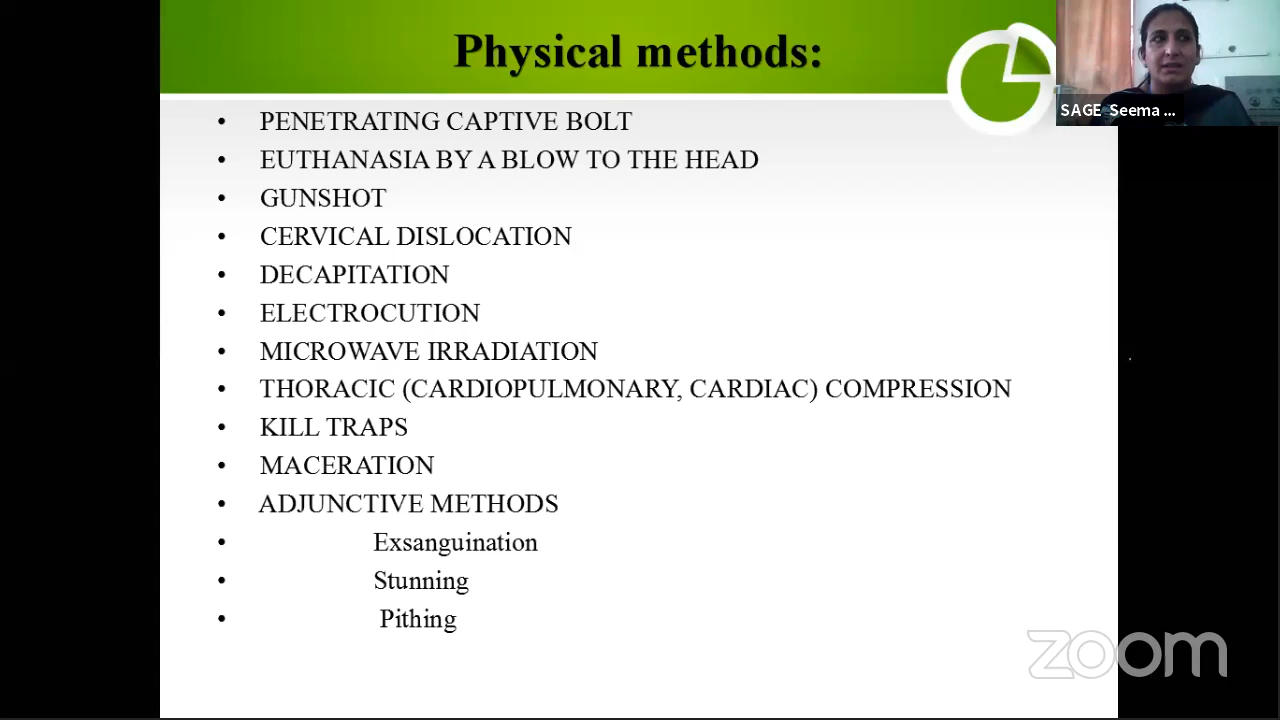 Physical methods:
• PENETRATING CAPTIVE BOLT
• EUTHANASIA BY A BLOW TO THE HEAD
• GUNSHOT
• CERVICAL DISLOCATION
• DECAPITATION
• ELECTROCUTION
• MICROWAVE IRRADIATION
• THORACIC (CARDIOPULMONARY, CARDIAC) COMPRESSION
• KILL TRAPS
• MACERATION
• ADJUNCTIVE METHODS
• Exsanguination
• Stunning
• Pithing
SAGE Seema ...
zoom